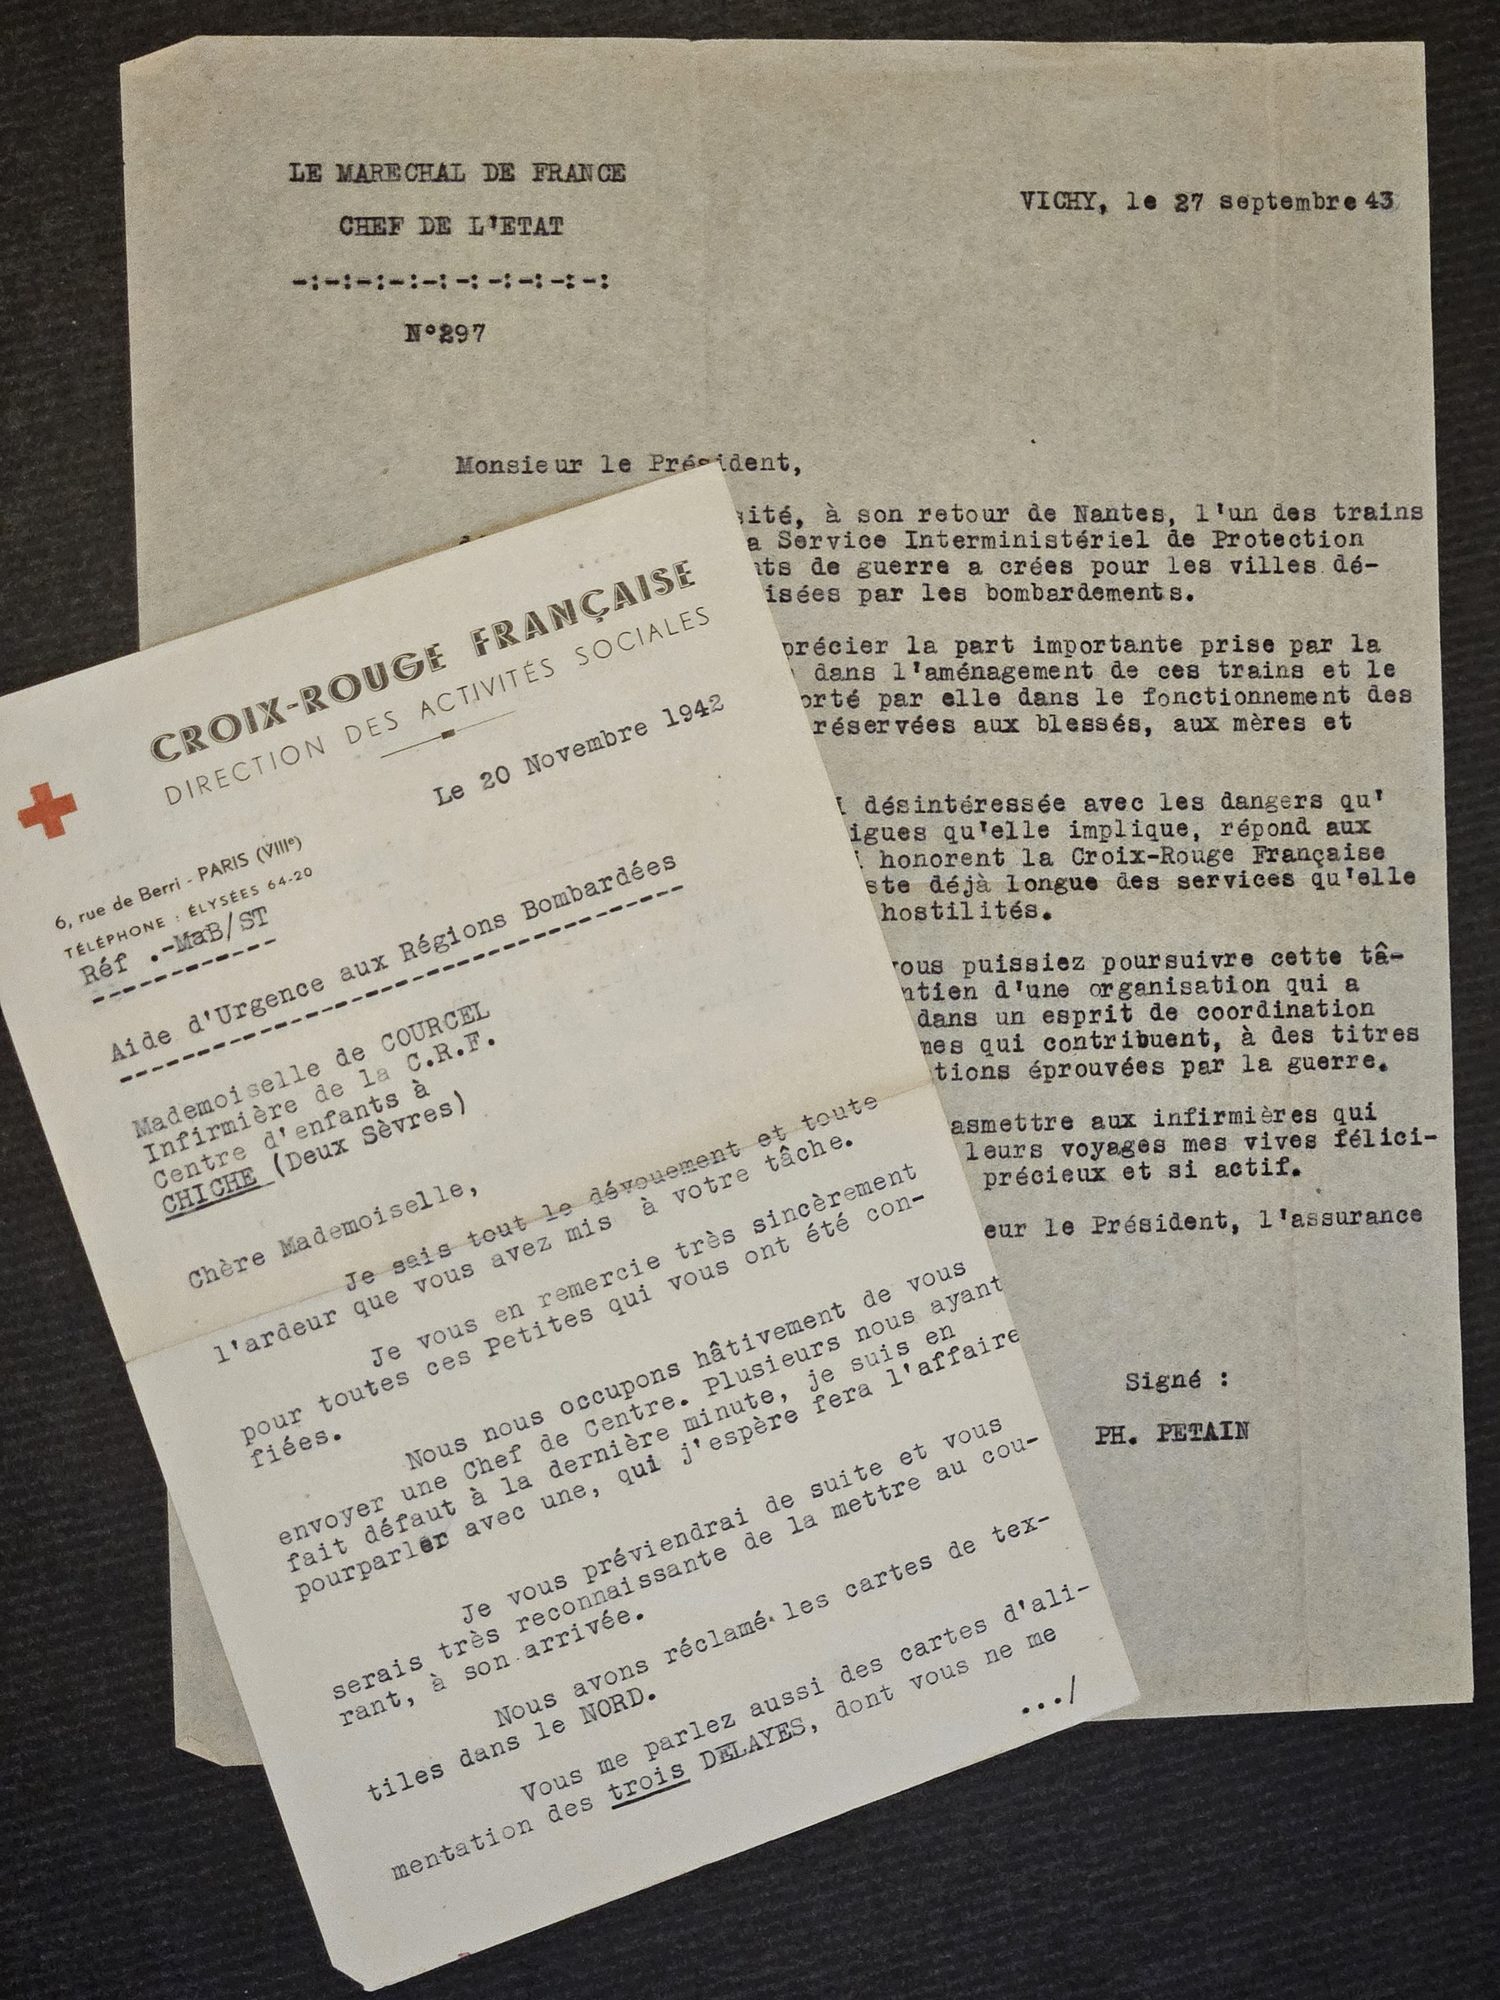 LE MARECHAL DE FRANCE
CHEF DE L'ETAT
-:-:-:-:-:-:-:-:-:-:
N°297
VICHY, le 27 septembre 43
Monsieur le Président,
sité, à son retour de Nantes, l'un des trains
a Service Interministériel de Protection
nts de guerre a crées pour les villes dé-
isées par les bombardements.
précier la part importante prise par la
dans l'aménagement de ces trains et le
orté par elle dans le fonctionnement des
réservées aux blessés, aux mères et
i désintéressée avec les dangers qu'
igues qu'elle implique, répond aux
i honorent la Croix-Rouge Française
ste déjà longue des services qu'elle
hostilités.
vous puissiez poursuivre cette tâ-
ntien d'une organisation qui a
dans un esprit de coordination
mes qui contribuent, à des titres
tions éprouvées par la guerre.
asmettre aux infirmières qui
leurs voyages mes vives félici-
précieux et si actif.
eur le Président, l'assurance
Signé :
PH. PETAIN
CROIX-ROUGE FRANÇAISE
DIRECTION DES ACTIVITÉS SOCIALES
Le 20 Novembre 1942
6, rue de Berri - PARIS (VIIIe)
TÉLÉPHONE : ÉLYSÉES 64-20
Réf .-MaB/ST
Aide d'Urgence aux Régions Bombardées
Mademoiselle de COURCEL
Infirmière de la C.R.F.
Centre d'enfants à
CHICHE (Deux Sèvres)
Chère Mademoiselle,
Je sais tout le dévouement et toute
l'ardeur que vous avez mis à votre tâche.
Je vous en remercie très sincèrement
pour toutes ces Petites qui vous ont été con-
fiées.
Nous nous occupons hâtivement de vous
envoyer une Chef de Centre. Plusieurs nous ayant
fait défaut à la dernière minute, je suis en
pourparler avec une, qui j'espère fera l'affaire
Je vous préviendrai de suite et vous
serais très reconnaissante de la mettre au cou-
rant, à son arrivée.
Nous avons réclamé les cartes de tex-
tiles dans le NORD.
Vous me parlez aussi des cartes d'ali-
mentation des trois DELAYES, dont vous ne me
.../